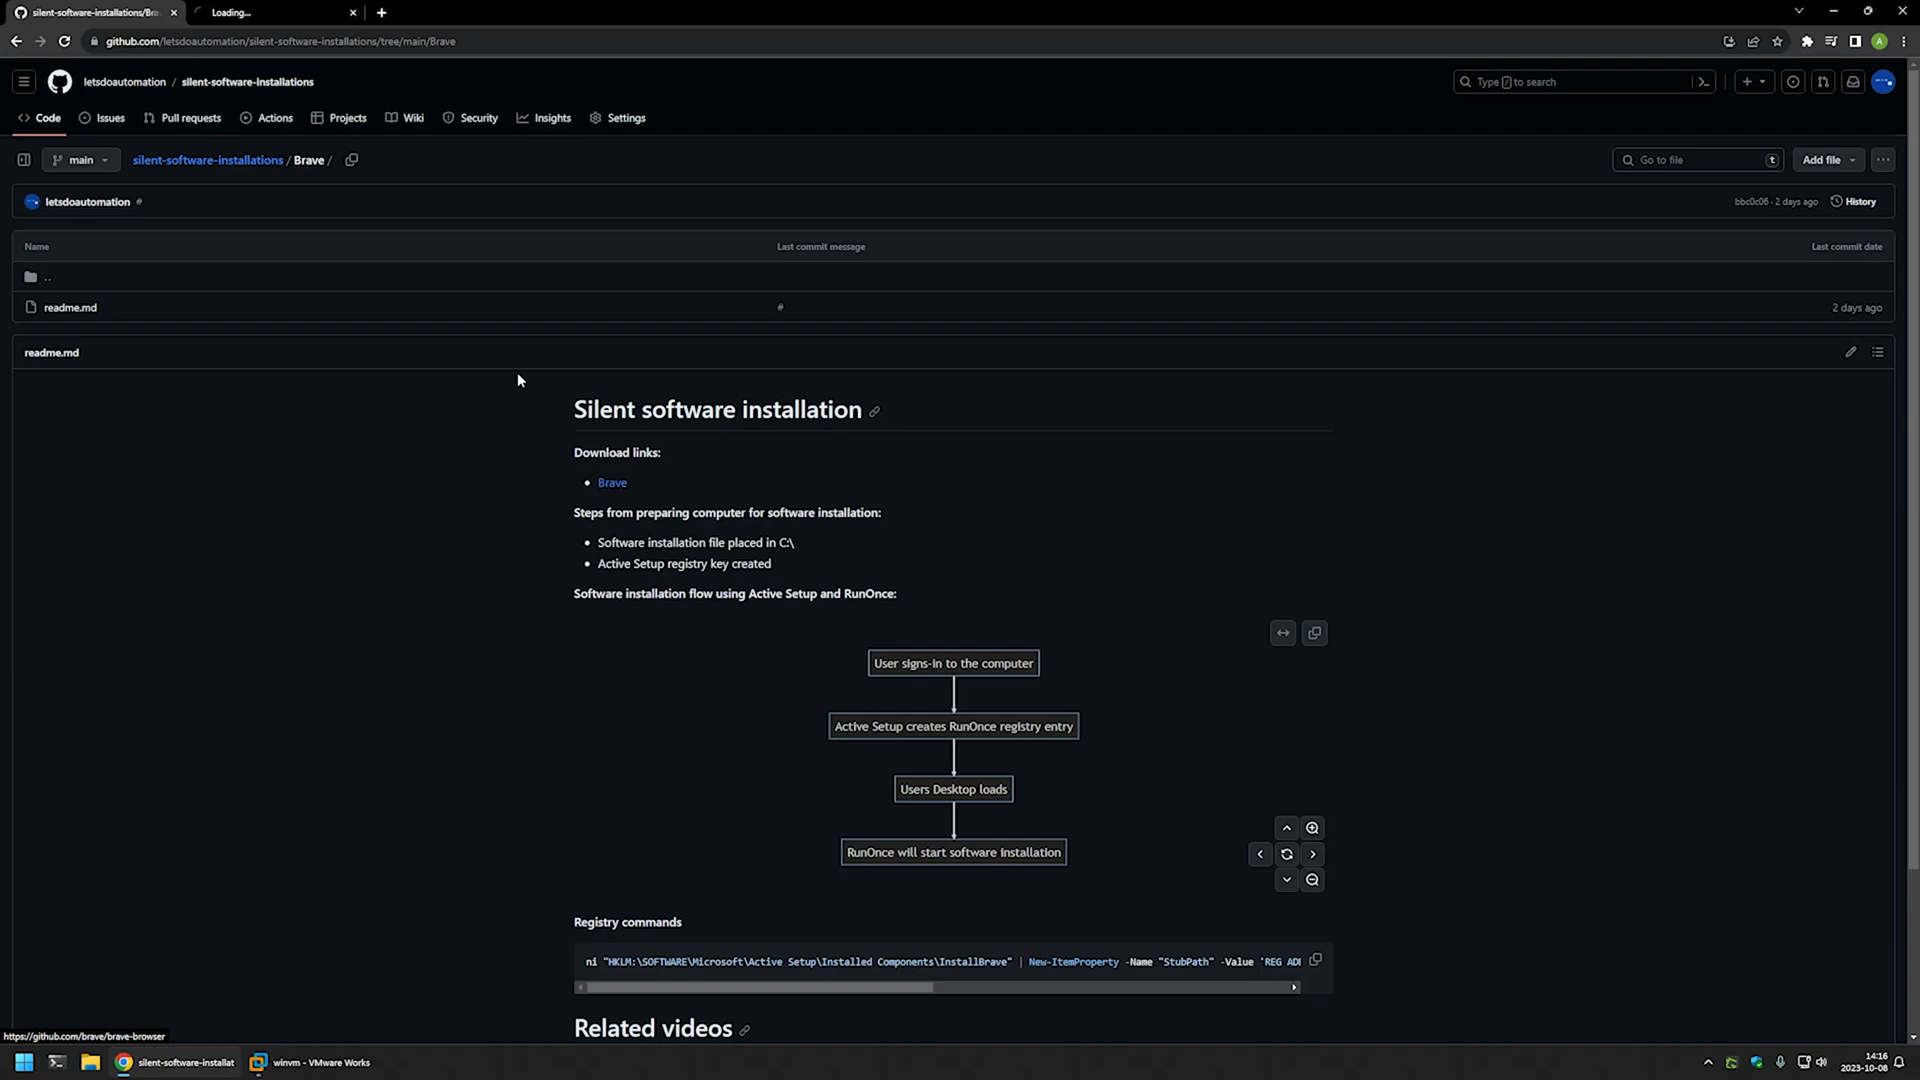 silent-software-installations/Bra
Loading...
github.com/letsdoautomation/silent-software-installations/tree/main/Brave
A
letsdoautomation / silent-software-installations
Type / to search
Code Issues Pull requests Actions Projects Wiki Security Insights Settings
main silent-software-installations / Brave /
Go to file t
Add file
letsdoautomation #
bbc0c06 · 2 days ago History
Name Last commit message Last commit date
..
readme.md # 2 days ago
readme.md
Silent software installation
Download links:
• Brave
Steps from preparing computer for software installation:
• Software installation file placed in C:\
• Active Setup registry key created
Software installation flow using Active Setup and RunOnce:
User signs-in to the computer
Active Setup creates RunOnce registry entry
Users Desktop loads
RunOnce will start software installation
Registry commands
ni "HKLM:\SOFTWARE\Microsoft\Active Setup\Installed Components\InstallBrave" | New-ItemProperty -Name "StubPath" -Value 'REG ADD
Related videos
https://github.com/brave/brave-browser
silent-software-installat
winvm - VMware Works
14:16
2023-10-08